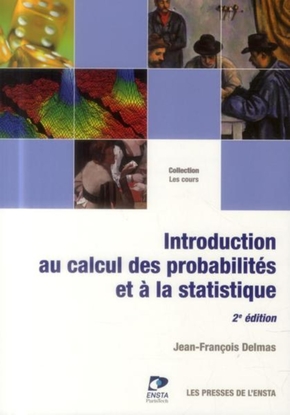 Collection
Les cours
Introduction
au calcul des probabilités
et à la statistique
2e édition
Jean-François Delmas
ENSTA
ParisTech
LES PRESSES DE L'ENSTA